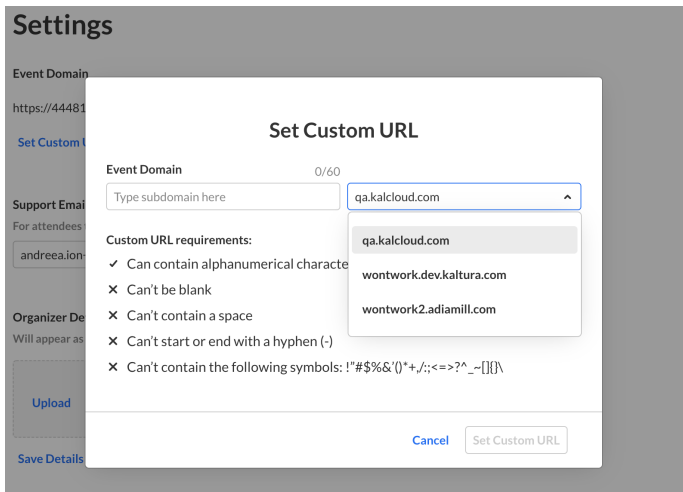 Settings
Event Domain
https://44481
Set Custom
Set Custom URL
Event Domain
0/60
Type subdomain here
qa.kalcloud.com
qa.kalcloud.com
wontwork.dev.kaltura.com
wontwork2.adiamill.com
Support Emai
For attendees
andreea.ion-
Custom URL requirements:
Can contain alphanumerical characte
Can't be blank
Can't contain a space
Can't start or end with a hyphen (-)
Can't contain the following symbols: !"#$%&'()*+,/:;<=>?^_~[]{}\
Organizer De
Will appear as
Upload
Save Details
Cancel
Set Custom URL